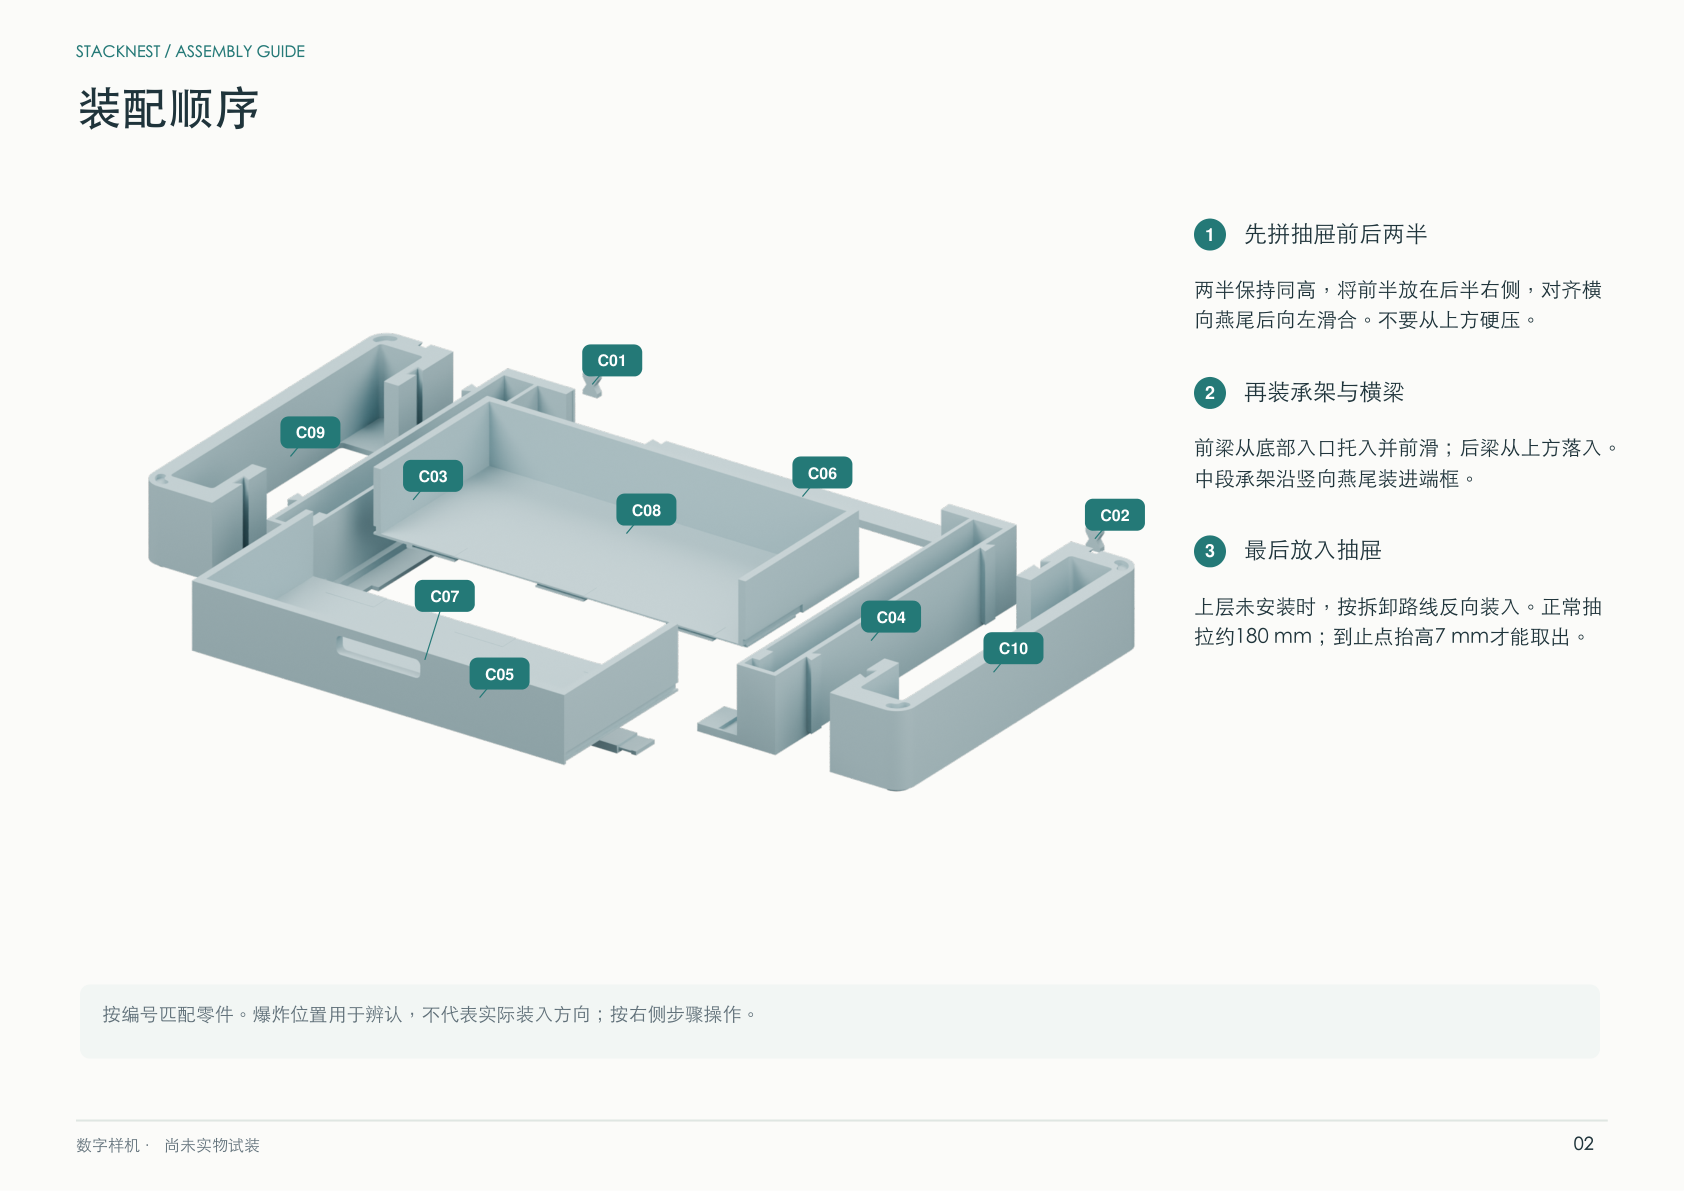 STACKNEST / ASSEMBLY GUIDE
装配顺序
C01
C09
C03
C06
C08
C02
C07
C04
C10
C05
1 先拼抽屉前后两半
两半保持同高，将前半放在后半右侧，对齐横
向燕尾后向左滑合。不要从上方硬压。
2 再装承架与横梁
前梁从底部入口托入并前滑；后梁从上方落入。
中段承架沿竖向燕尾装进端框。
3 最后放入抽屉
上层未安装时，按拆卸路线反向装入。正常抽
拉约180 mm；到止点抬高7 mm才能取出。
按编号匹配零件。爆炸位置用于辨认，不代表实际装入方向；按右侧步骤操作。
数字样机 · 尚未实物试装
02